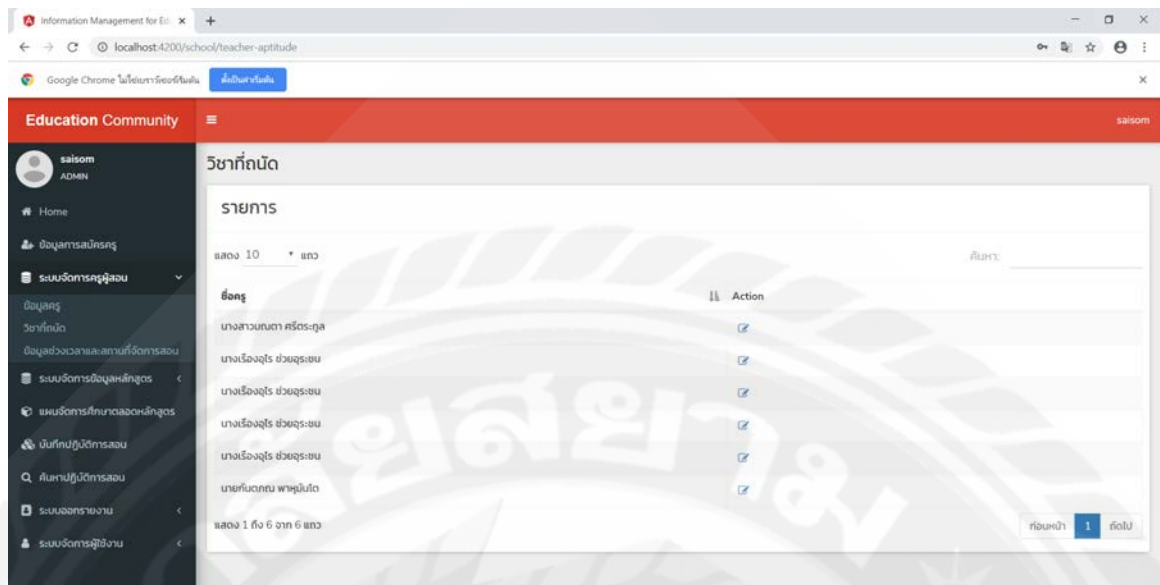 Information Management for Ed
localhost:4200/school/teacher-aptitude
Google Chrome ไม่ใช่เบราว์เซอร์เริ่มต้น ตั้งเป็นค่าเริ่มต้น
Education Community saisom
saisom
ADMIN
Home
ข้อมูลการสมัครครู
ระบบจัดการครูผู้สอน
ข้อมูลครู
วิชาที่ถนัด
ข้อมูลช่วงเวลาและสถานที่จัดการสอน
ระบบจัดการข้อมูลหลักสูตร
แผนจัดการศึกษาตลอดหลักสูตร
บันทึกปฏิบัติการสอน
ค้นหาปฏิบัติการสอน
ระบบออกรายงาน
ระบบจัดการผู้ใช้งาน
วิชาที่ถนัด
รายการ
แสดง 10 แถว ค้นหา:
ชื่อครู Action
นางสาวมณตา ศรีตระกูล
นางเรืองอุไร ช่วยอุระชน
นางเรืองอุไร ช่วยอุระชน
นางเรืองอุไร ช่วยอุระชน
นางเรืองอุไร ช่วยอุระชน
นายกันตภณ พาหุมันโต
แสดง 1 ถึง 6 จาก 6 แถว ก่อนหน้า 1 ถัดไป